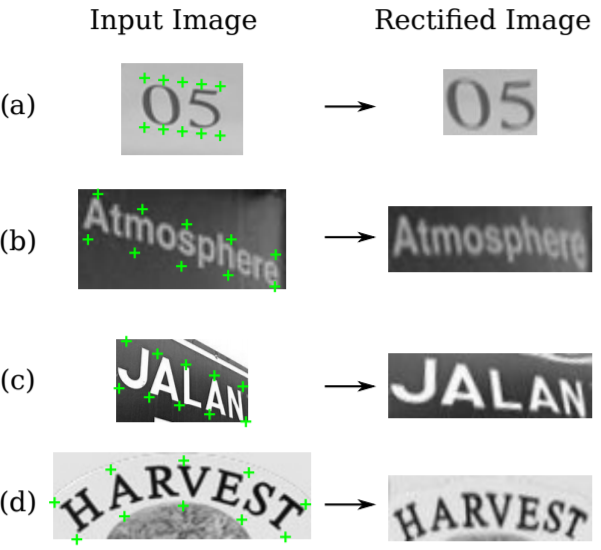 Input Image Rectified Image
(a) 05 05
(b) Atmosphere Atmosphere
(c) JALAN JALAN
(d) HARVEST HARVEST